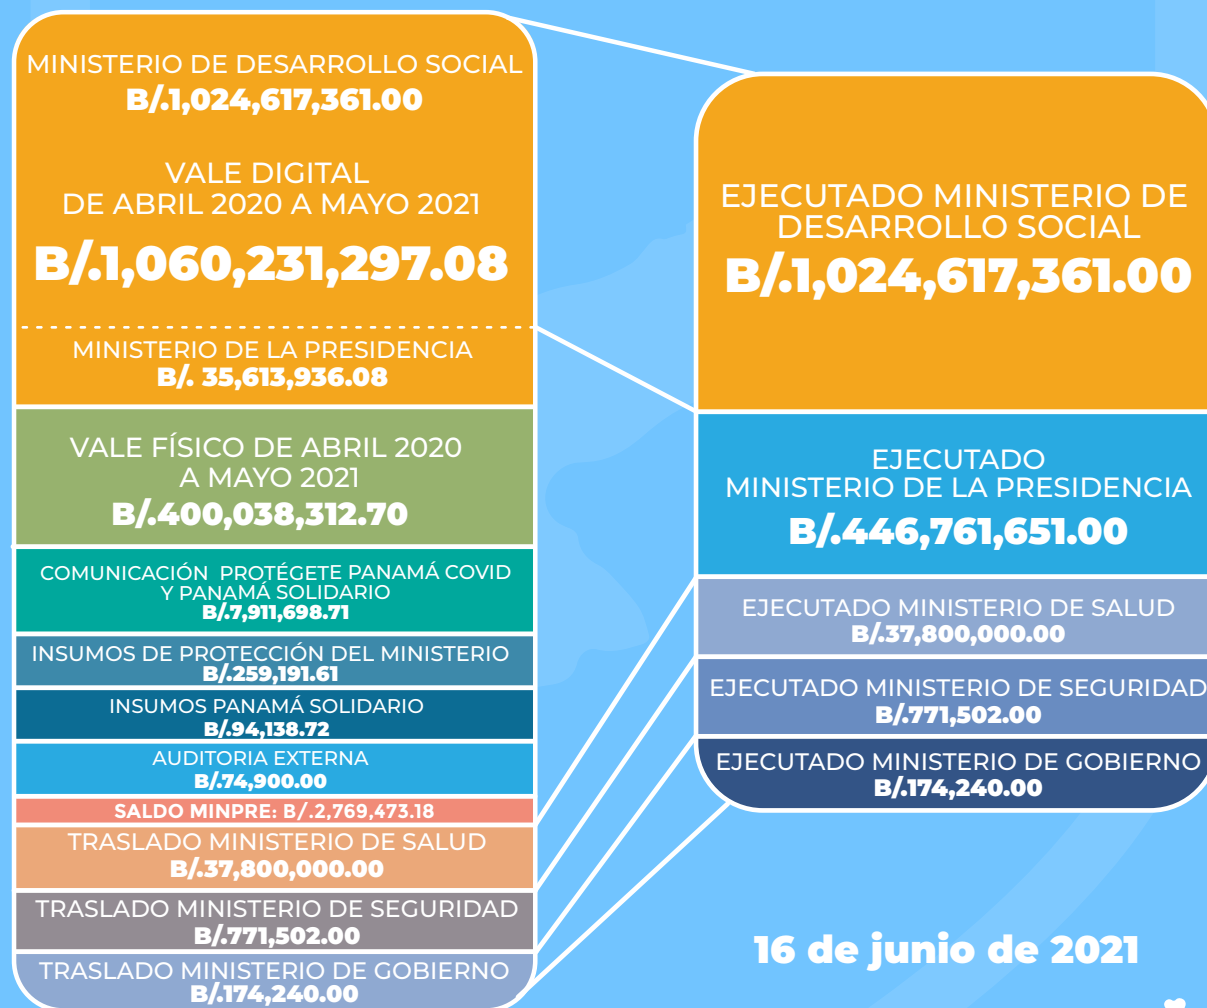 MINISTERIO DE DESARROLLO SOCIAL
B/.1,024,617,361.00
VALE DIGITAL
DE ABRIL 2020 A MAYO 2021
B/.1,060,231,297.08
MINISTERIO DE LA PRESIDENCIA
B/. 35,613,936.08
VALE FÍSICO DE ABRIL 2020
A MAYO 2021
B/.400,038,312.70
COMUNICACIÓN PROTÉGETE PANAMÁ COVID
Y PANAMÁ SOLIDARIO
B/.7,911,698.71
INSUMOS DE PROTECCIÓN DEL MINISTERIO
B/.259,191.61
INSUMOS PANAMÁ SOLIDARIO
B/.94,138.72
AUDITORIA EXTERNA
B/.74,900.00
SALDO MINPRE: B/.2,769,473.18
TRASLADO MINISTERIO DE SALUD
B/.37,800,000.00
TRASLADO MINISTERIO DE SEGURIDAD
B/.771,502.00
TRASLADO MINISTERIO DE GOBIERNO
B/.174,240.00
EJECUTADO MINISTERIO DE
DESARROLLO SOCIAL
B/.1,024,617,361.00
EJECUTADO
MINISTERIO DE LA PRESIDENCIA
B/.446,761,651.00
EJECUTADO MINISTERIO DE SALUD
B/.37,800,000.00
EJECUTADO MINISTERIO DE SEGURIDAD
B/.771,502.00
EJECUTADO MINISTERIO DE GOBIERNO
B/.174,240.00
16 de junio de 2021